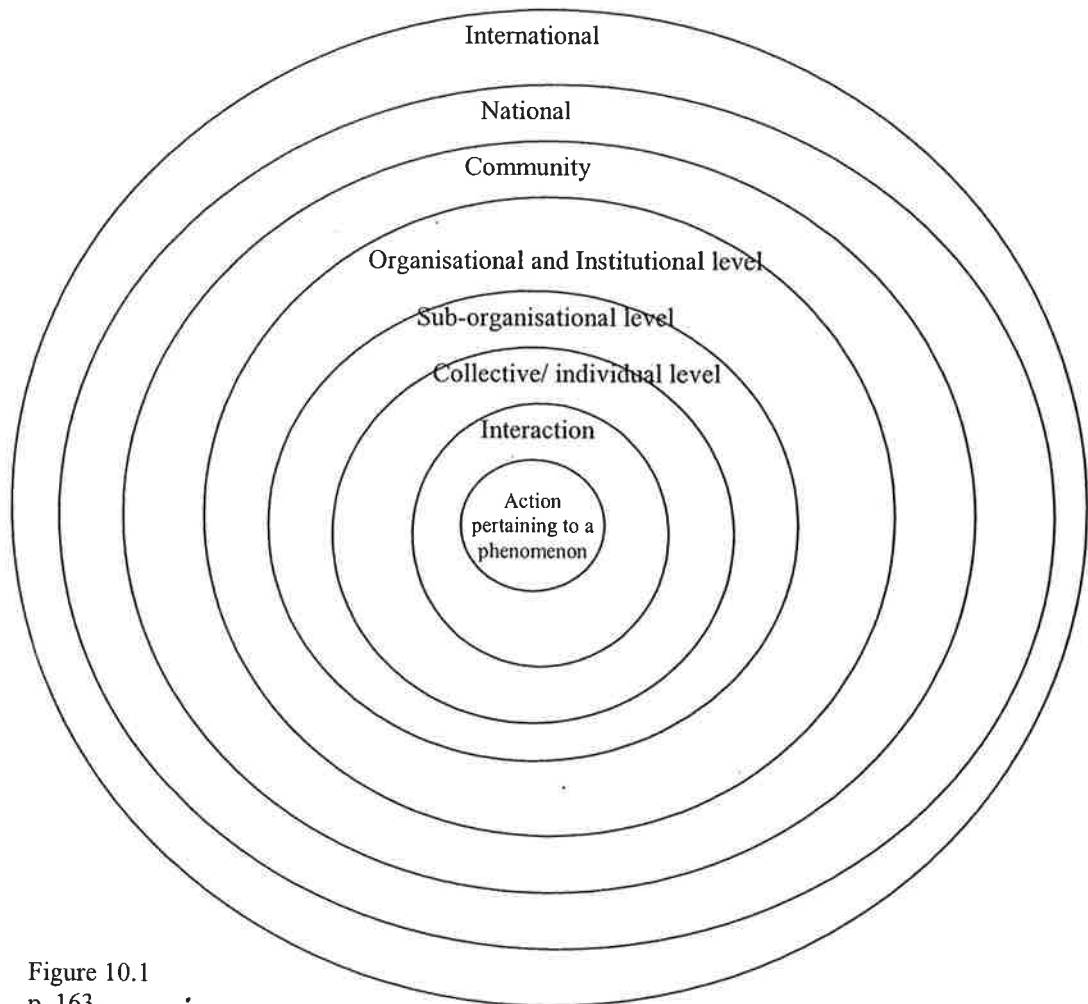 International
National
Community
Organisational and Institutional level
Sub-organisational level
Collective/ individual level
Interaction
Action
pertaining to a
phenomenon
Figure 10.1
p. 163